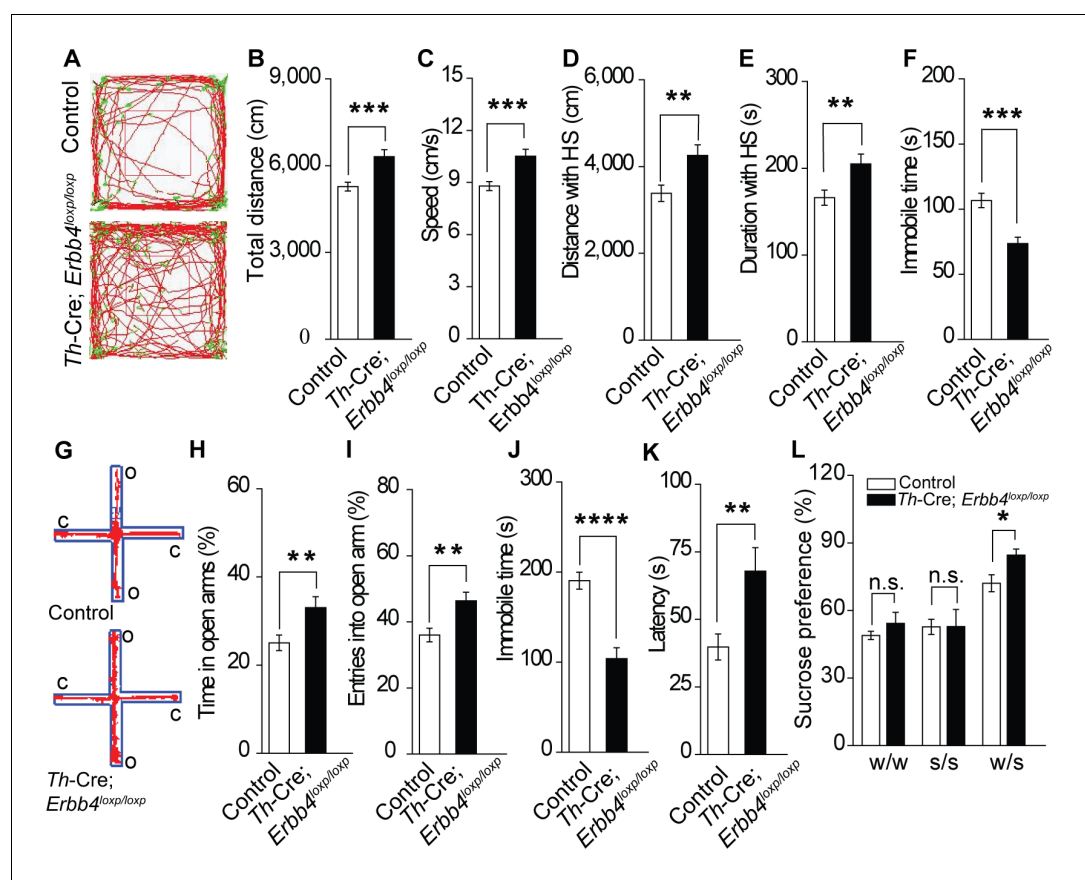 A
Control
Th-Cre; Erbb4loxp/loxp
B
Total distance (cm)
9,000
6,000
3,000
0
***
Control
Th-Cre;
Erbb4loxp/loxp
C
Speed (cm/s)
15
12
9
6
3
0
***
Control
Th-Cre;
Erbb4loxp/loxp
D
Distance with HS (cm)
6,000
4,000
2,000
0
**
Control
Th-Cre;
Erbb4loxp/loxp
E
Duration with HS (s)
300
200
100
0
**
Control
Th-Cre;
Erbb4loxp/loxp
F
Immobile time (s)
200
150
100
50
0
***
Control
Th-Cre;
Erbb4loxp/loxp
G
O
C
C
O
Control
O
C
C
O
Th-Cre;
Erbb4loxp/loxp
H
Time in open arms (%)
60
40
20
0
**
Control
Th-Cre;
Erbb4loxp/loxp
I
Entries into open arm (%)
80
60
40
20
0
**
Control
Th-Cre;
Erbb4loxp/loxp
J
Immobile time (s)
300
200
100
0
****
Control
Th-Cre;
Erbb4loxp/loxp
K
Latency (s)
100
75
50
25
0
**
Control
Th-Cre;
Erbb4loxp/loxp
L
Sucrose preference (%)
120
90
60
30
0
Control
Th-Cre; Erbb4loxp/loxp
n.s.
n.s.
*
w/w
s/s
w/s